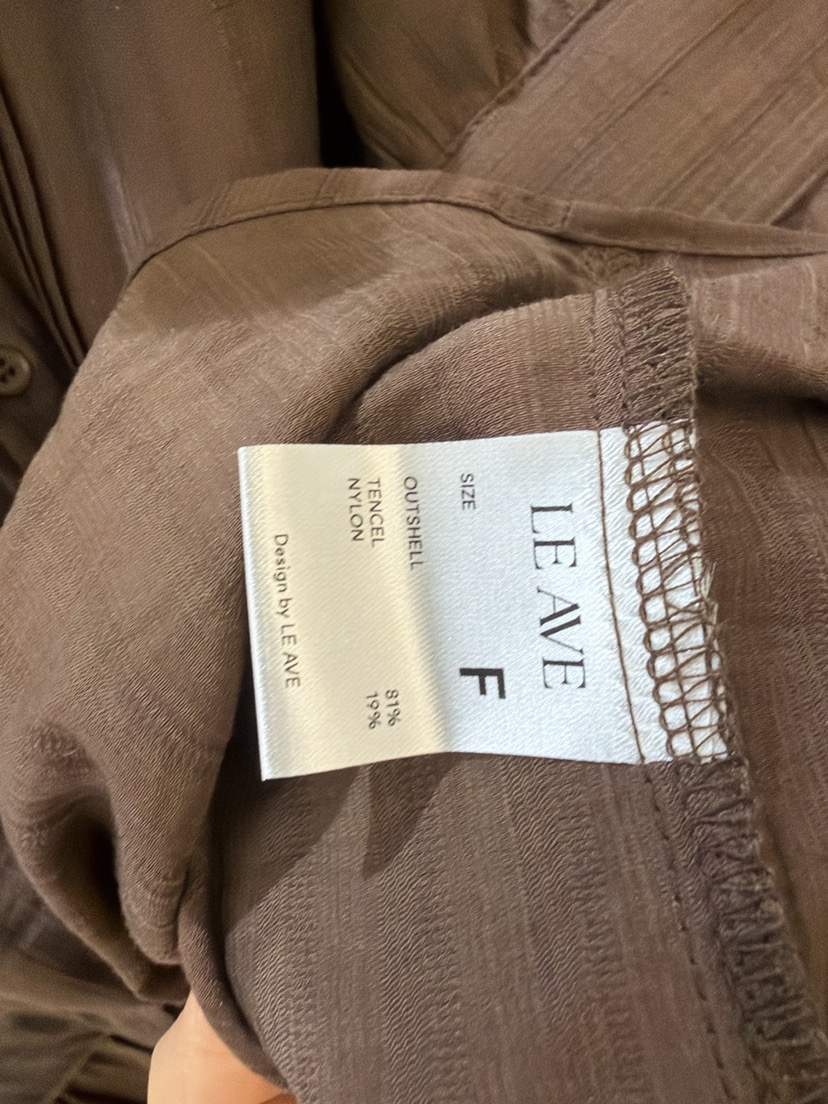 LE AVE
SIZE F
OUTSHELL
TENCEL 81%
NYLON 19%
Design by LE AVE